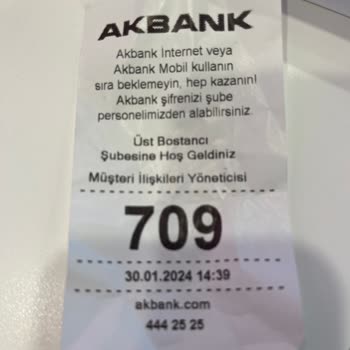 AKBANK
Akbank Internet veya
Akbank Mobil kullanın
sıra beklemeyin, hep kazanın!
Akbank şifrenizi şube
personelimizden alabilirsiniz.
Üst Bostancı
Şubesine Hoş Geldiniz
Müşteri İlişkileri Yöneticisi
709
30.01.2024 14:39
akbank.com
444 25 25